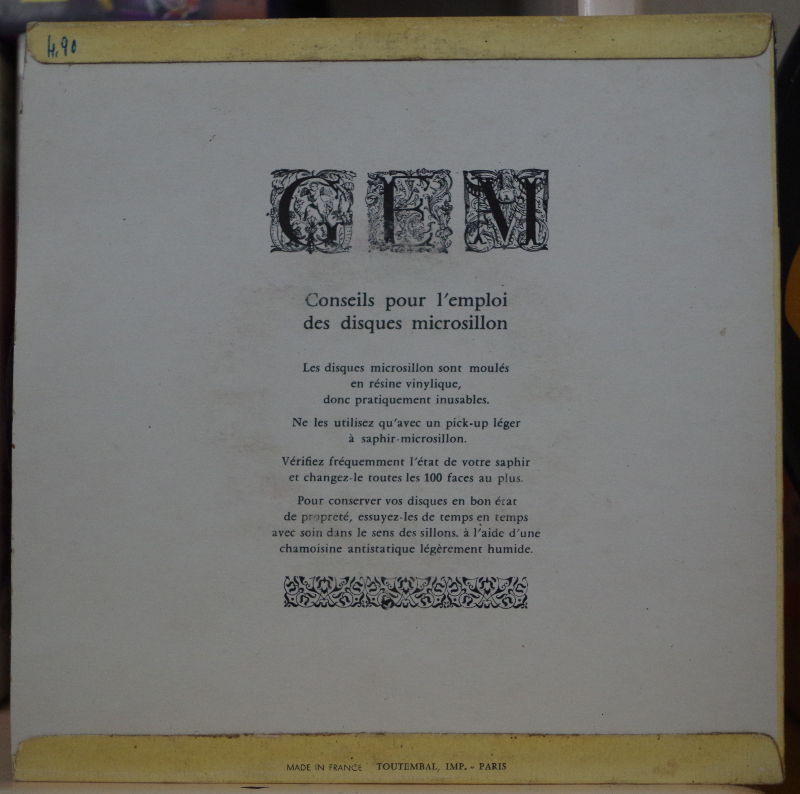 4,90
GEM
Conseils pour l'emploi
des disques microsillon
Les disques microsillon sont moulés
en résine vinylique,
donc pratiquement inusables.
Ne les utilisez qu'avec un pick-up léger
à saphir-microsillon.
Vérifiez fréquemment l'état de votre saphir
et changez-le toutes les 100 faces au plus.
Pour conserver vos disques en bon état
de propreté, essuyez-les de temps en temps
avec soin dans le sens des sillons. à l'aide d'une
chamoisine antistatique légèrement humide.
MADE IN FRANCE TOUTEMBAL, IMP. - PARIS